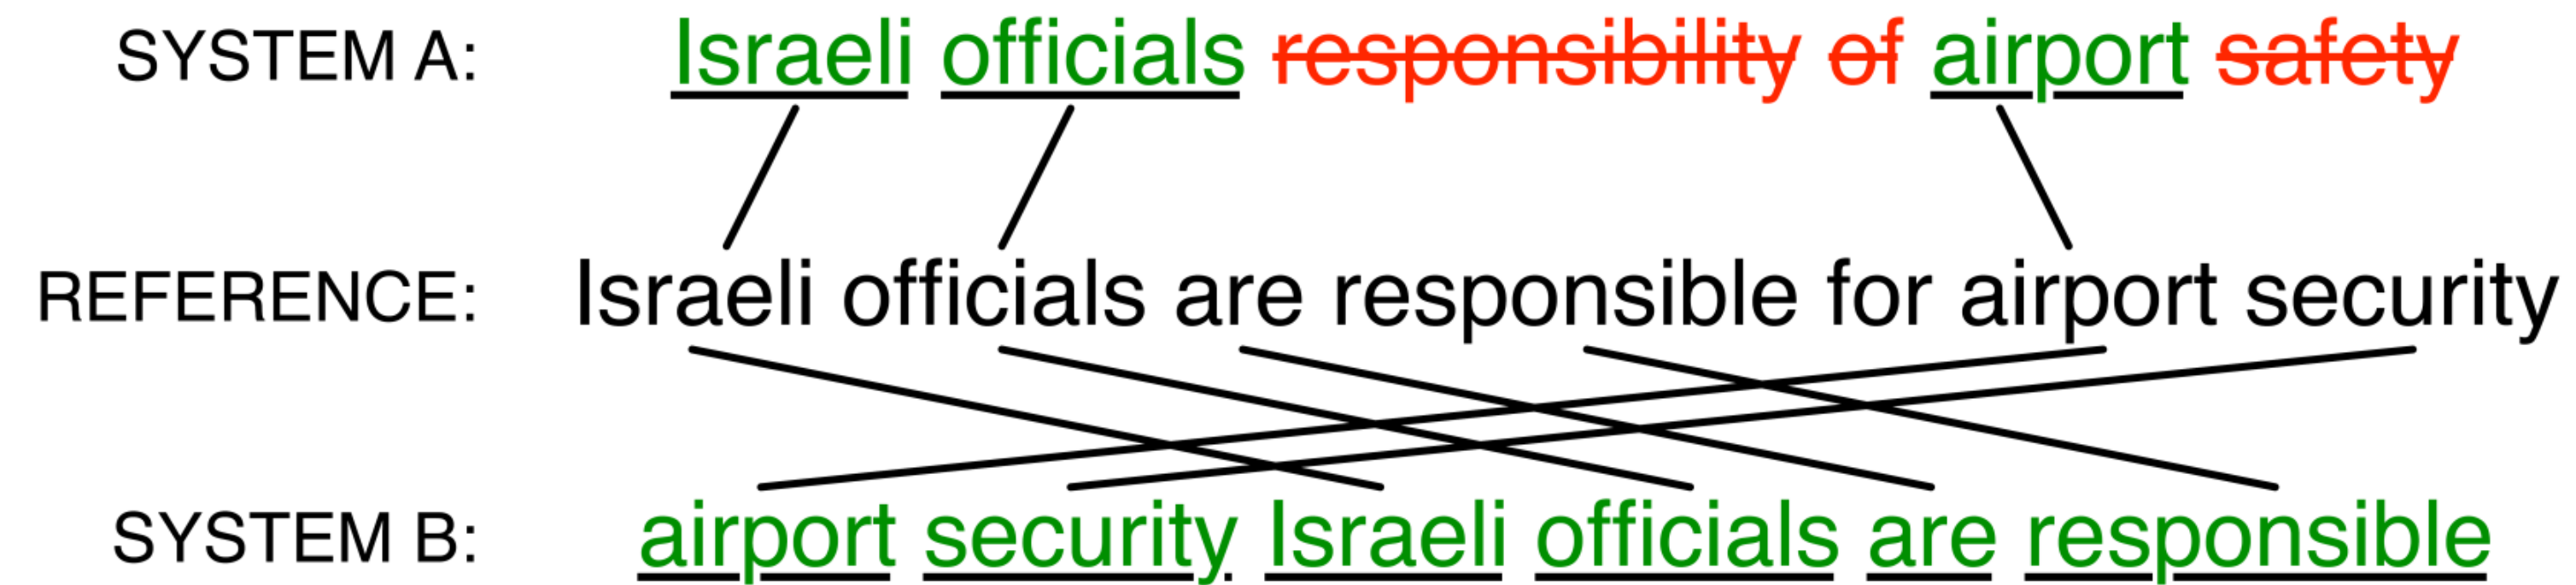 SYSTEM A: Israeli officials responsibility of airport safety
REFERENCE: Israeli officials are responsible for airport security
SYSTEM B: airport security Israeli officials are responsible